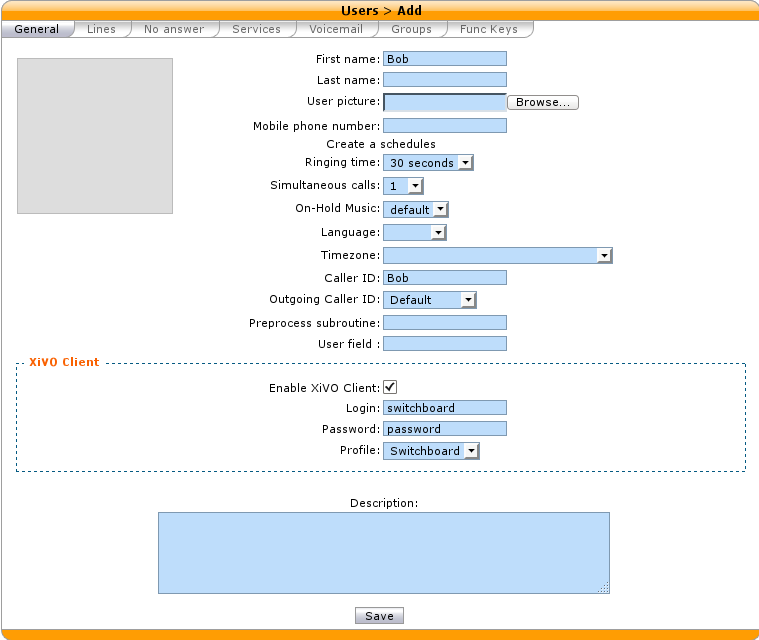 Users > Add
General Lines No answer Services Voicemail Groups Func Keys
First name: Bob
Last name:
User picture: Browse...
Mobile phone number:
Create a schedules
Ringing time: 30 seconds
Simultaneous calls: 1
On-Hold Music: default
Language:
Timezone:
Caller ID: Bob
Outgoing Caller ID: Default
Preprocess subroutine:
User field :
XiVO Client
Enable XiVO Client:
Login: switchboard
Password: password
Profile: Switchboard
Description:
Save